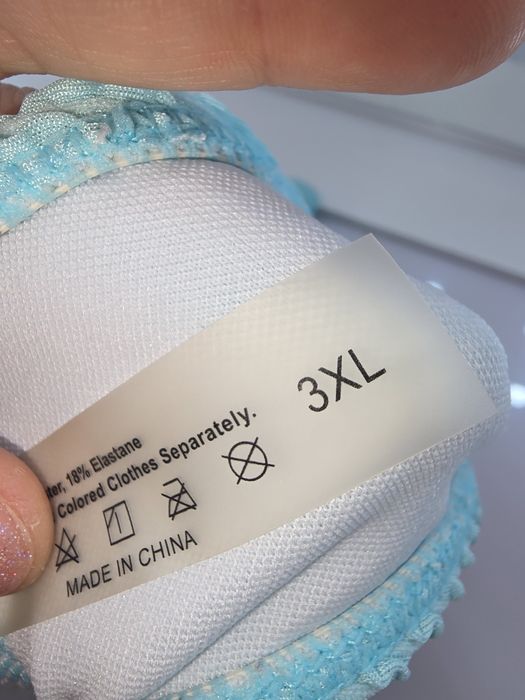 3XL
ter, 18% Elastane
Colored Clothes Separately.
MADE IN CHINA